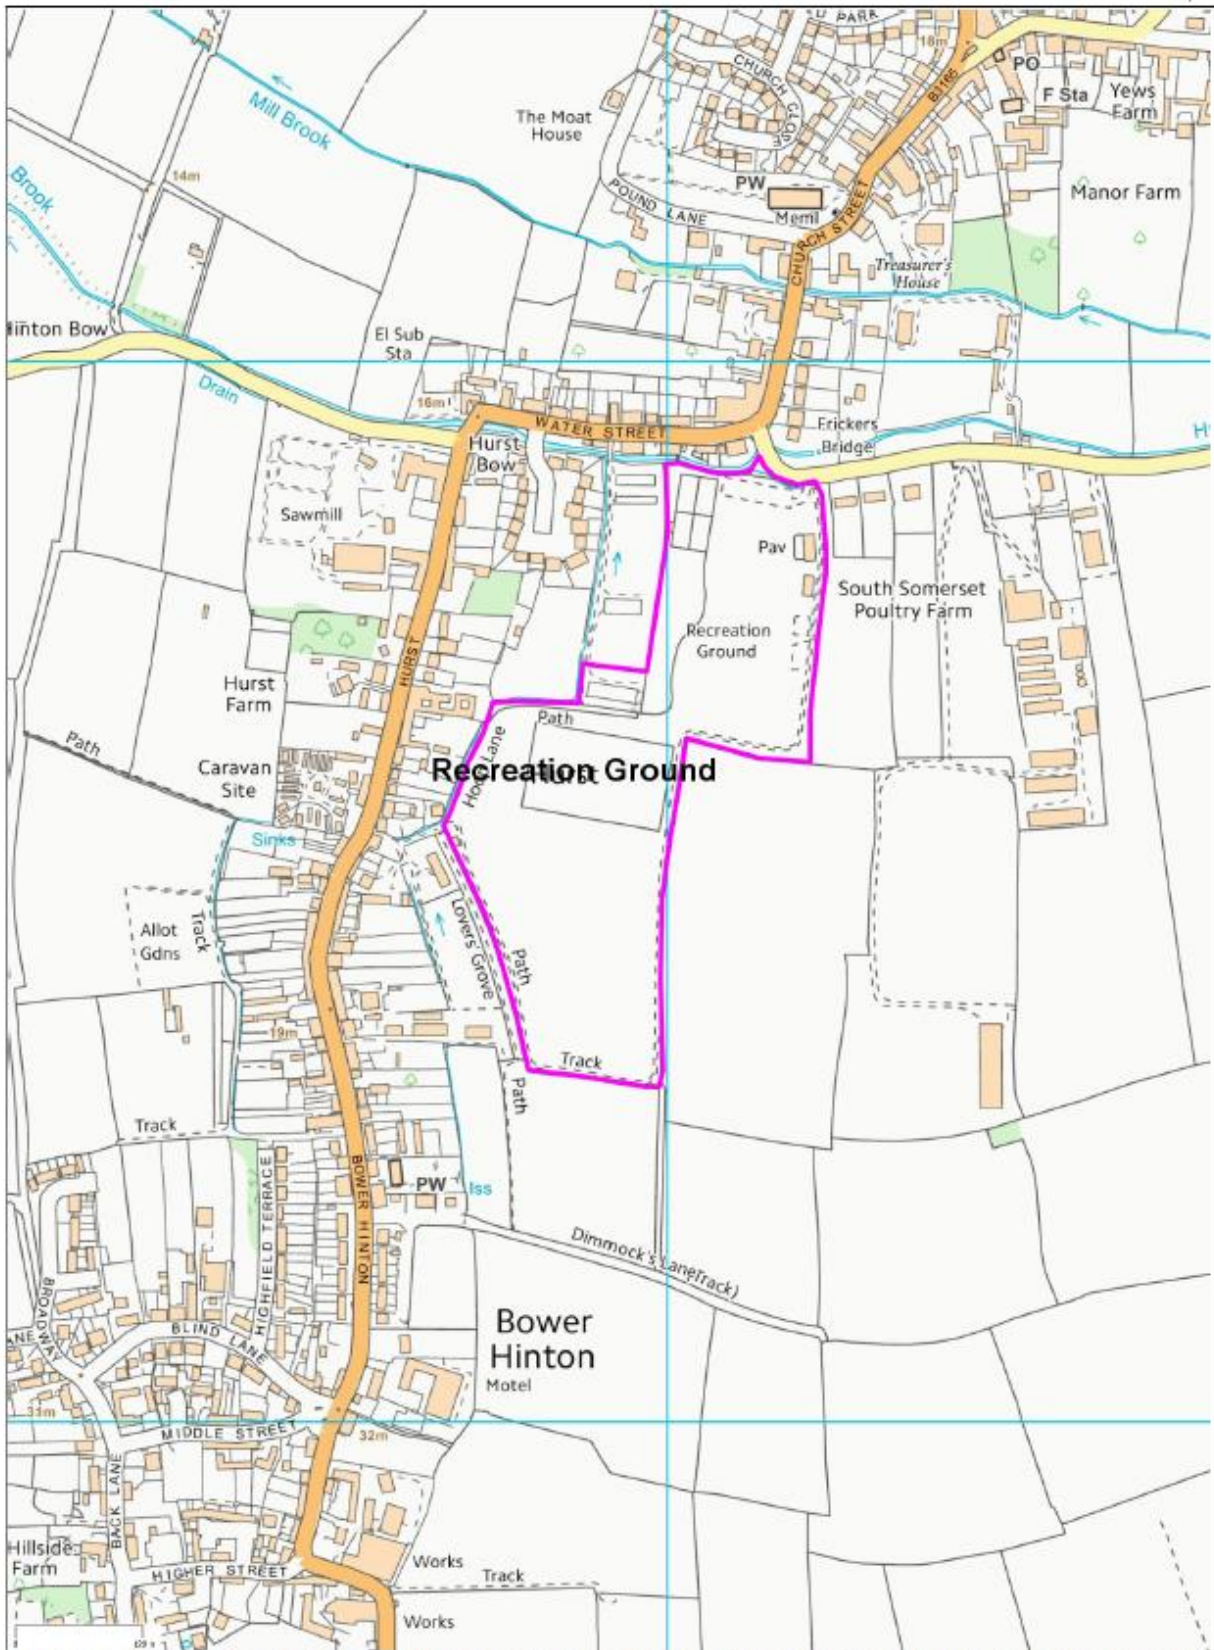 PARK
18m
PO
CHURCH CLOSE
B3165
F Sta
Yews
Farm
Mill Brook
The Moat
House
Brook
14m
PW
POUND LANE
Meml
CHURCH STREET
Manor Farm
Treasurer's
House
Hinton Bow
El Sub
Sta
Drain
16m
WATER STREET
Frickers
Bridge
Hurst
Bow
Sawmill
Pav
South Somerset
Poultry Farm
Recreation
Ground
HURST
Hurst
Farm
Path
Path
Caravan
Site
Recreation Ground
Hurst
Sinks
Allot
Gdns
Track
Lovers' Grove
Path
19m
Track
Path
Track
BOWER HINTON
PW
Iss
HIGHFIELD TERRACE
Dimmock's Lane
Track)
BROADWAY
BLIND LANE
Bower
Hinton
Motel
31m
MIDDLE STREET
32m
BACK LANE
Hillside
Farm
HIGHER STREET
Works
Track
Works